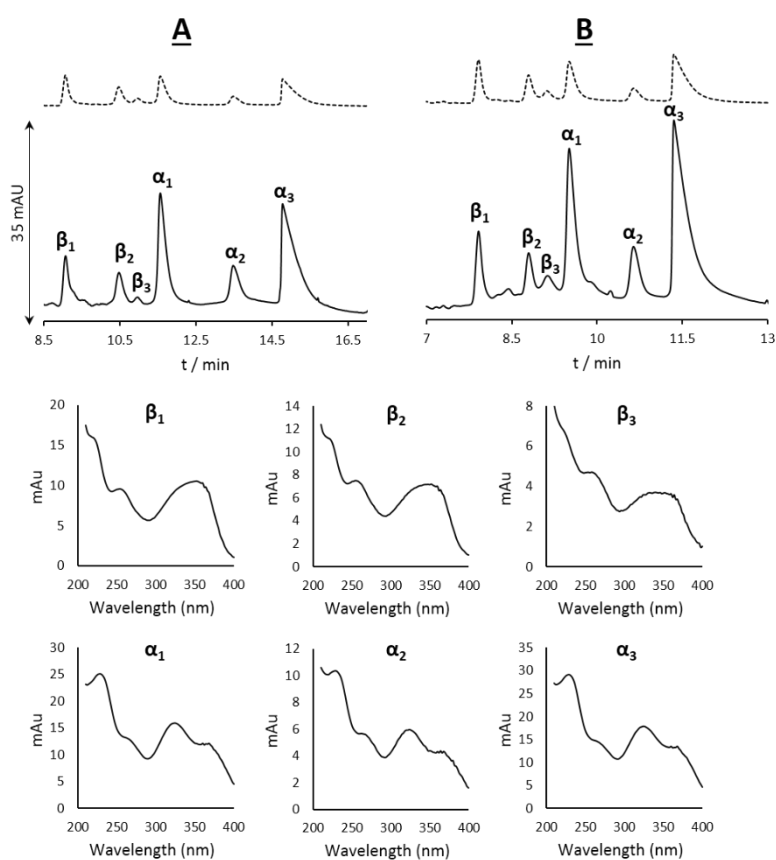 A
B
35 mAU
β1
β2
β3
α1
α2
α3
8.5 10.5 12.5 14.5 16.5
t / min
β1
β2
β3
α1
α2
α3
7 8.5 10 11.5 13
t / min
β1
20
15
10
5
0
mAu
200 250 300 350 400
Wavelength (nm)
β2
14
12
10
8
6
4
2
0
mAu
200 250 300 350 400
Wavelength (nm)
β3
8
6
4
2
0
mAu
200 250 300 350 400
Wavelength (nm)
α1
30
25
20
15
10
5
0
mAu
200 250 300 350 400
Wavelength (nm)
α2
12
10
8
6
4
2
0
mAu
200 250 300 350 400
Wavelength (nm)
α3
35
30
25
20
15
10
5
0
mAu
200 250 300 350 400
Wavelength (nm)